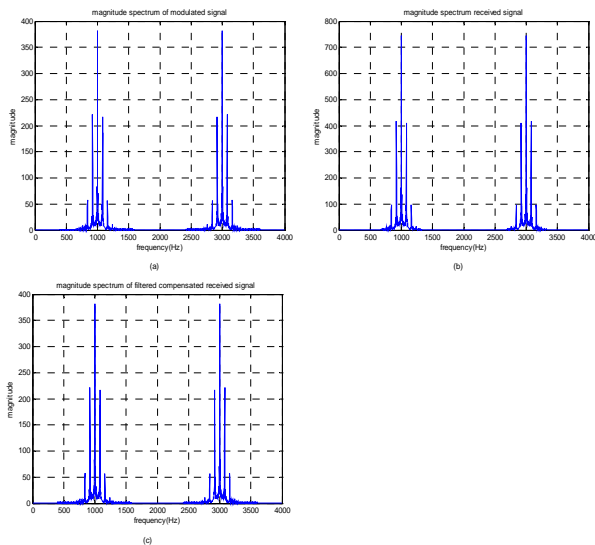 magnitude spectrum of modulated signal
400
350
300
250
200
150
100
50
0
magnitude
0 500 1000 1500 2000 2500 3000 3500 4000
frequency(Hz)
(a)
magnitude spectrum received signal
800
700
600
500
400
300
200
100
0
magnitude
0 500 1000 1500 2000 2500 3000 3500 4000
frequency(Hz)
(b)
magnitude spectrum of filtered compensated received signal
400
350
300
250
200
150
100
50
0
magnitude
0 500 1000 1500 2000 2500 3000 3500 4000
frequency(Hz)
(c)